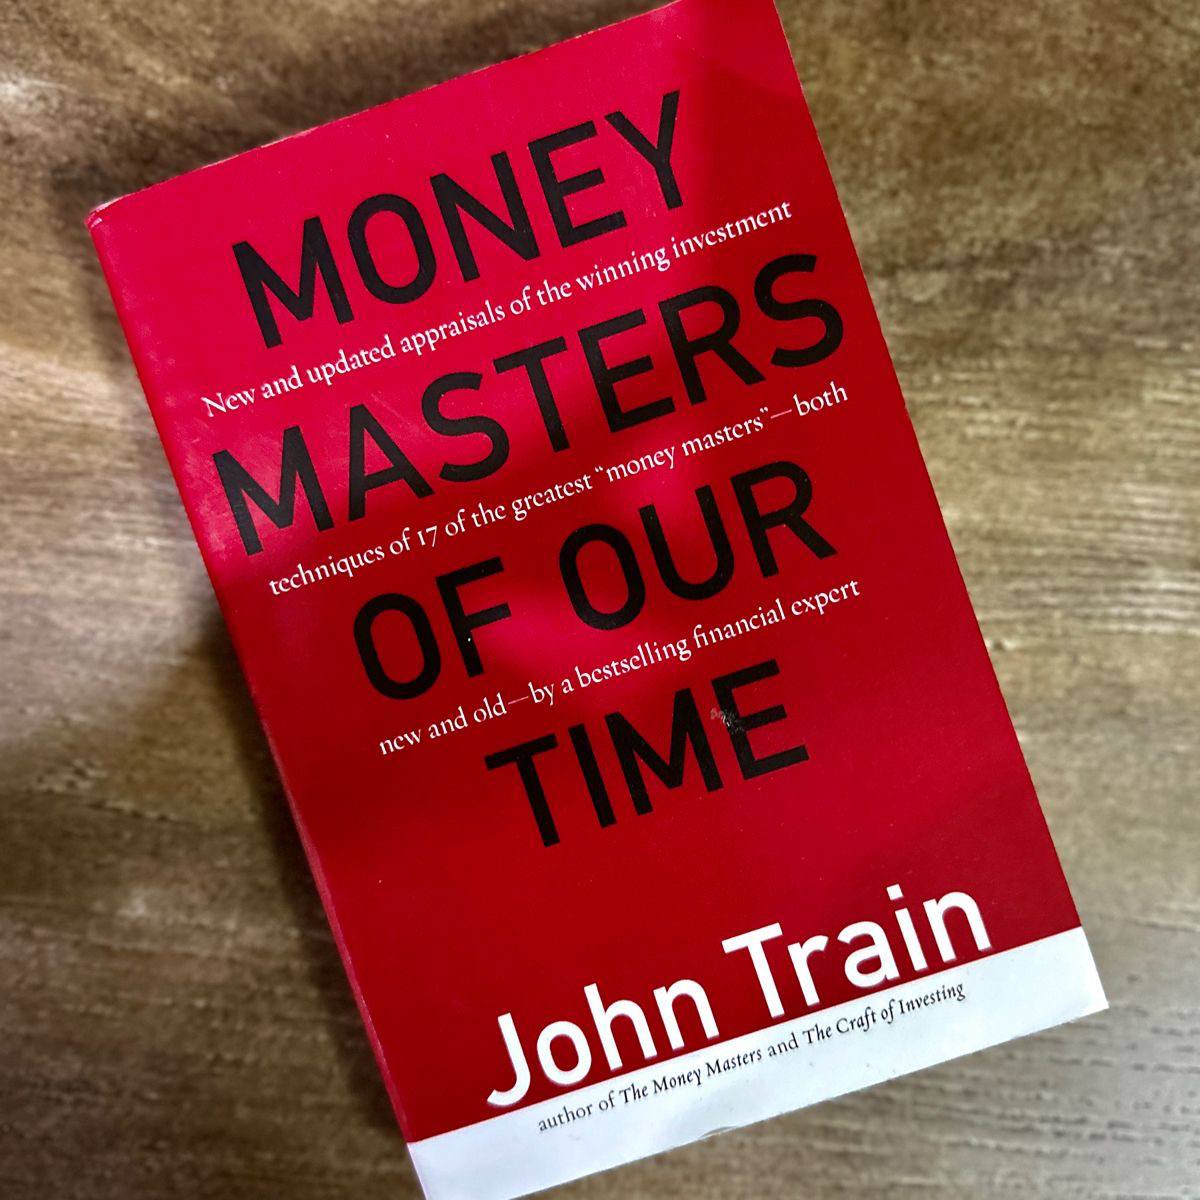 MONEY
New and updated appraisals of the winning investment
MASTERS
techniques of 17 of the greatest “money masters”—both
OF OUR
new and old—by a bestselling financial expert
TIME
John Train
author of The Money Masters and The Craft of Investing